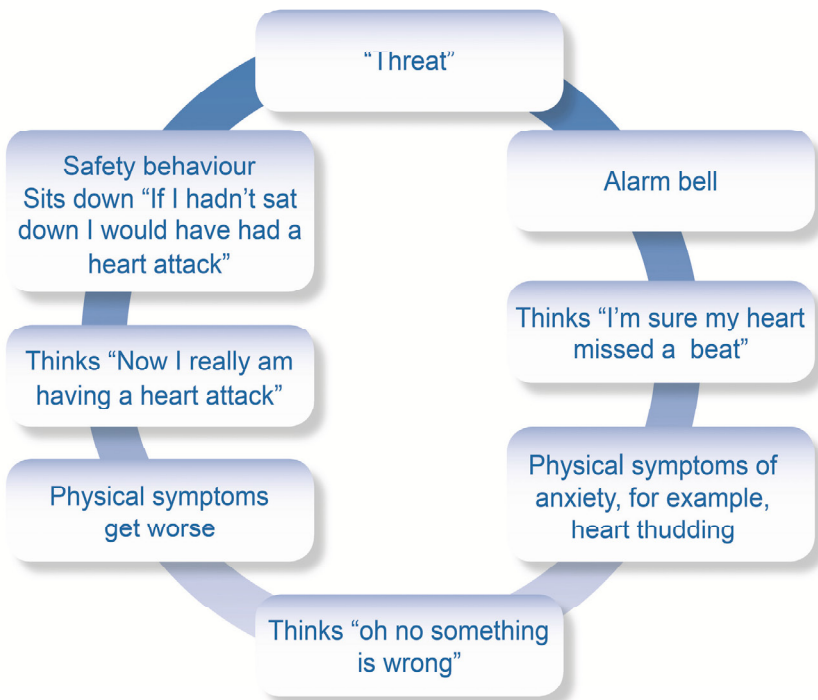 “Threat”
Alarm bell
Thinks “I’m sure my heart
missed a beat”
Physical symptoms of
anxiety, for example,
heart thudding
Thinks “oh no something
is wrong”
Physical symptoms
get worse
Thinks “Now I really am
having a heart attack”
Safety behaviour
Sits down “If I hadn’t sat
down I would have had a
heart attack”